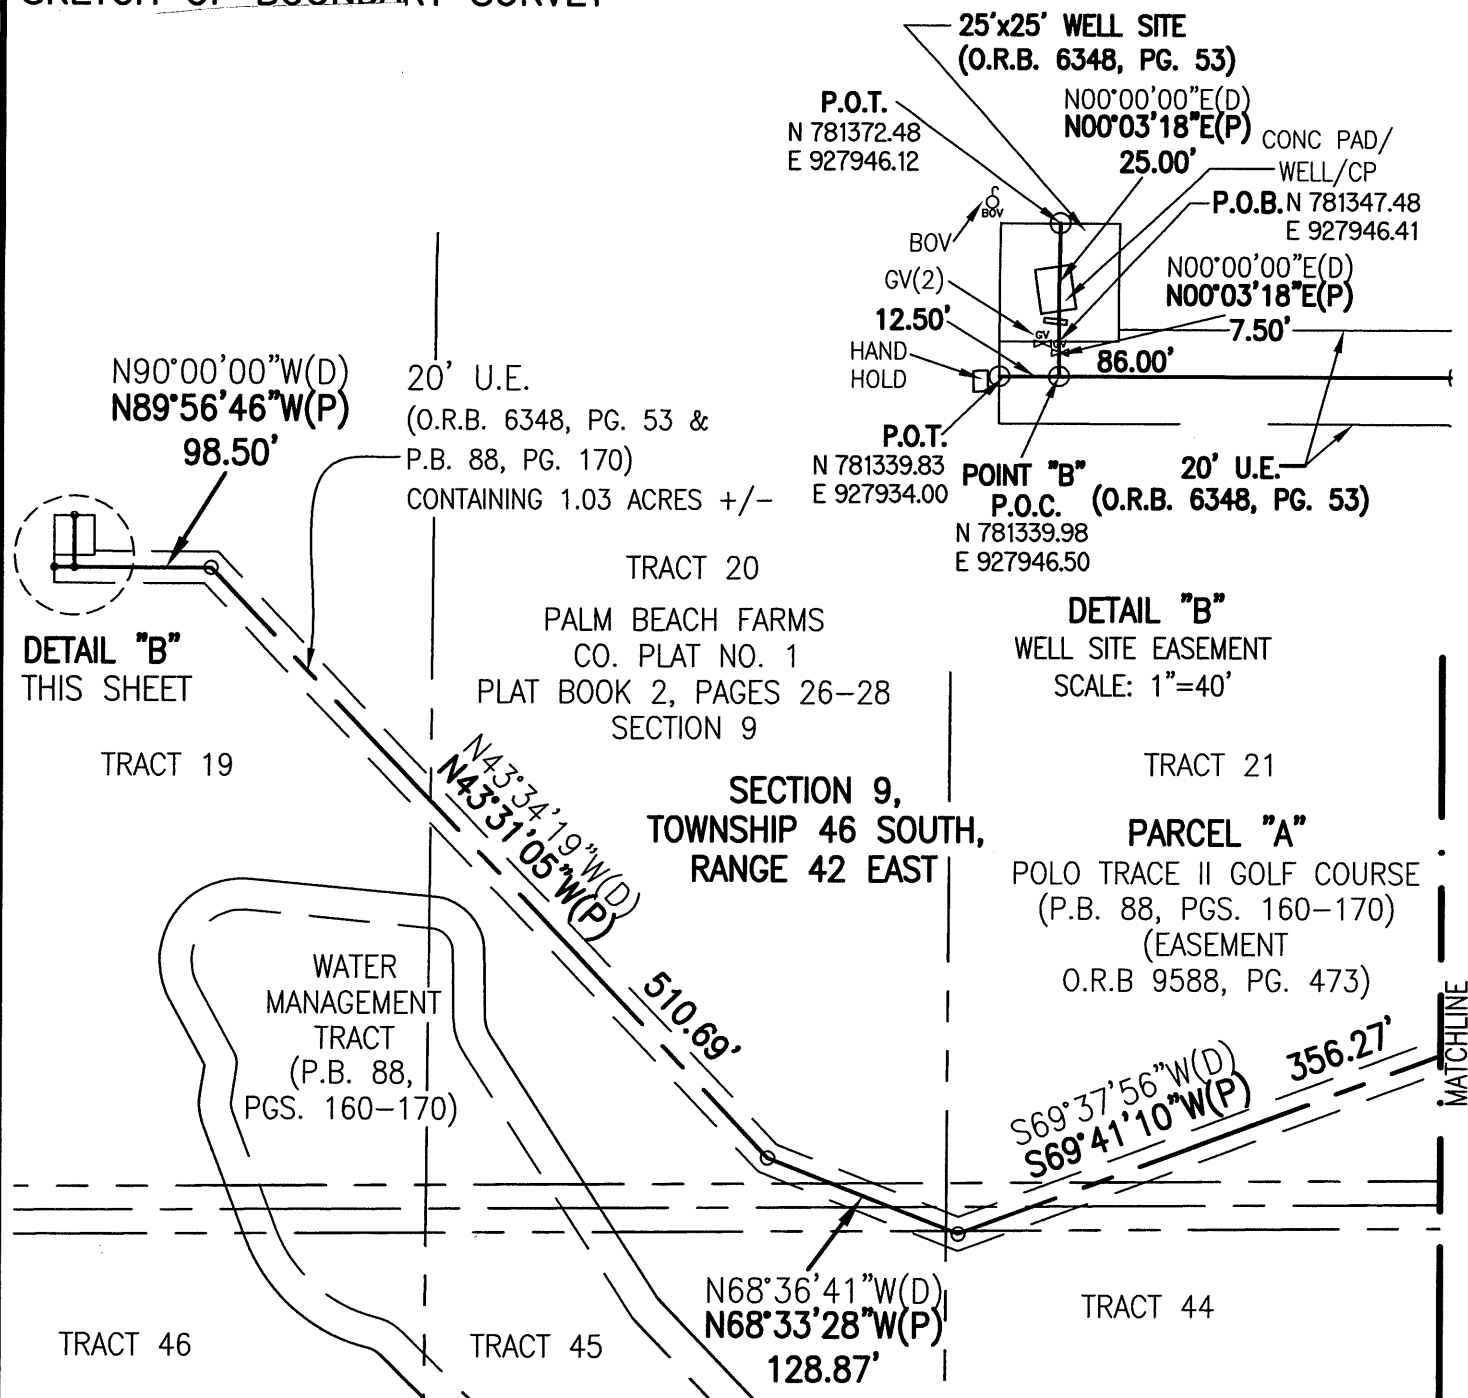 SKETCH OF BOUNDARY SURVEY
25'x25' WELL SITE
(O.R.B. 6348, PG. 53)
P.O.T.
N 781372.48
E 927946.12
N00°00'00"E(D)
N00°03'18"E(P)
25.00'
CONC PAD/
WELL/CP
P.O.B. N 781347.48
E 927946.41
BOV
BOV
GV(2)
N00°00'00"E(D)
N00°03'18"E(P)
7.50'
12.50'
GV
GV
HAND
HOLD
86.00'
P.O.T.
N 781339.83
E 927934.00
POINT "B"
P.O.C.
N 781339.98
E 927946.50
20' U.E.
(O.R.B. 6348, PG. 53)
DETAIL "B"
WELL SITE EASEMENT
SCALE: 1"=40'
N90°00'00"W(D)
N89°56'46"W(P)
98.50'
20' U.E.
(O.R.B. 6348, PG. 53 &
P.B. 88, PG. 170)
CONTAINING 1.03 ACRES +/-
DETAIL "B"
THIS SHEET
TRACT 20
PALM BEACH FARMS
CO. PLAT NO. 1
PLAT BOOK 2, PAGES 26-28
SECTION 9
TRACT 19
TRACT 21
N43°34'19"W(D)
N43°31'05"W(P)
510.69'
SECTION 9,
TOWNSHIP 46 SOUTH,
RANGE 42 EAST
PARCEL "A"
POLO TRACE II GOLF COURSE
(P.B. 88, PGS. 160-170)
(EASEMENT
O.R.B 9588, PG. 473)
WATER
MANAGEMENT
TRACT
(P.B. 88,
PGS. 160-170)
MATCHLINE
S69°37'56"W(D)
S69°41'10"W(P)
356.27'
N68°36'41"W(D)
N68°33'28"W(P)
128.87'
TRACT 44
TRACT 46
TRACT 45